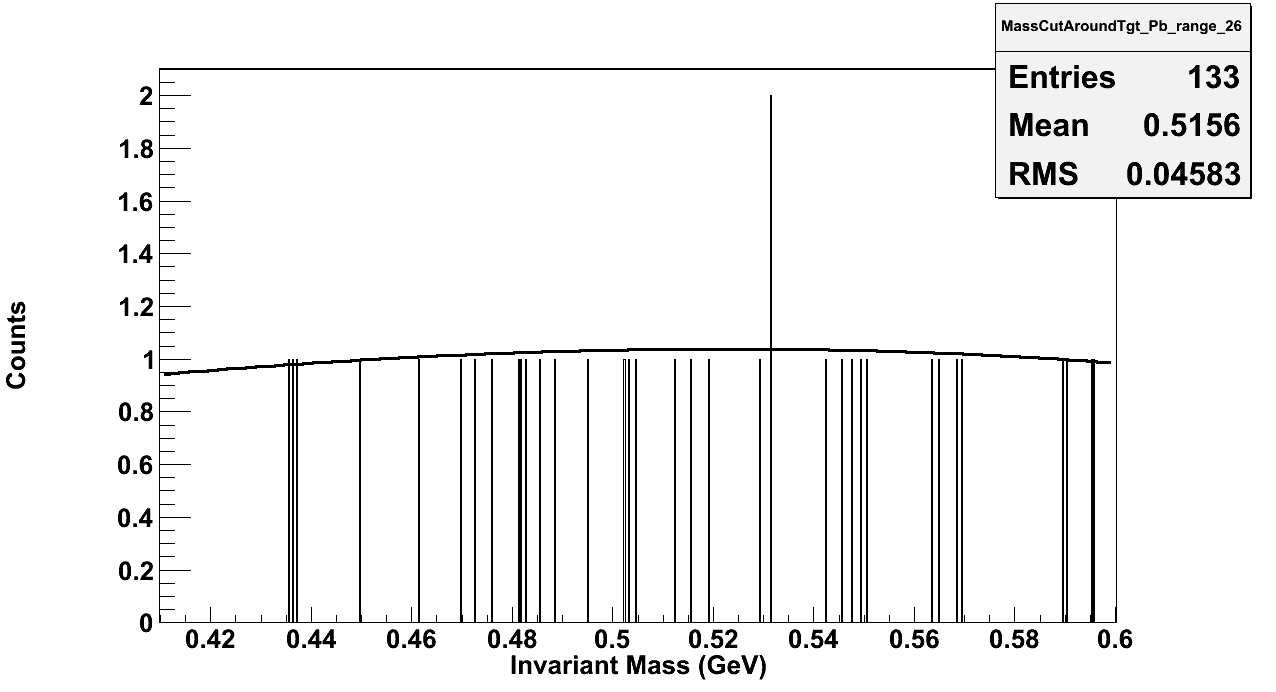 MassCutAroundTgt_Pb_range_26
Entries 133
Mean 0.5156
RMS 0.04583
Counts
2
1.8
1.6
1.4
1.2
1
0.8
0.6
0.4
0.2
0
0.42 0.44 0.46 0.48 0.5 0.52 0.54 0.56 0.58 0.6
Invariant Mass (GeV)